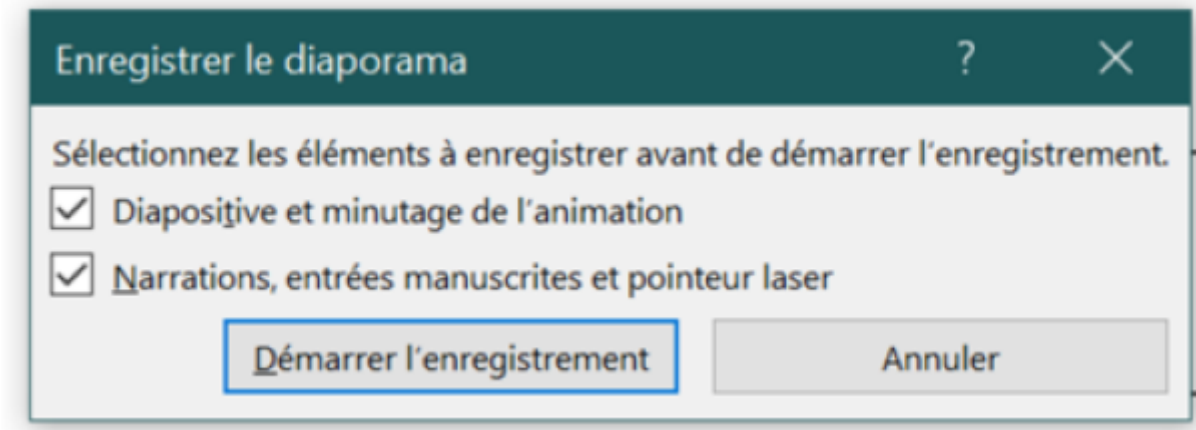 Enregistrer le diaporama ?
Sélectionnez les éléments à enregistrer avant de démarrer l'enregistrement.
Diapositive et minutage de l'animation
Narrations, entrées manuscrites et pointeur laser
Démarrer l'enregistrement Annuler